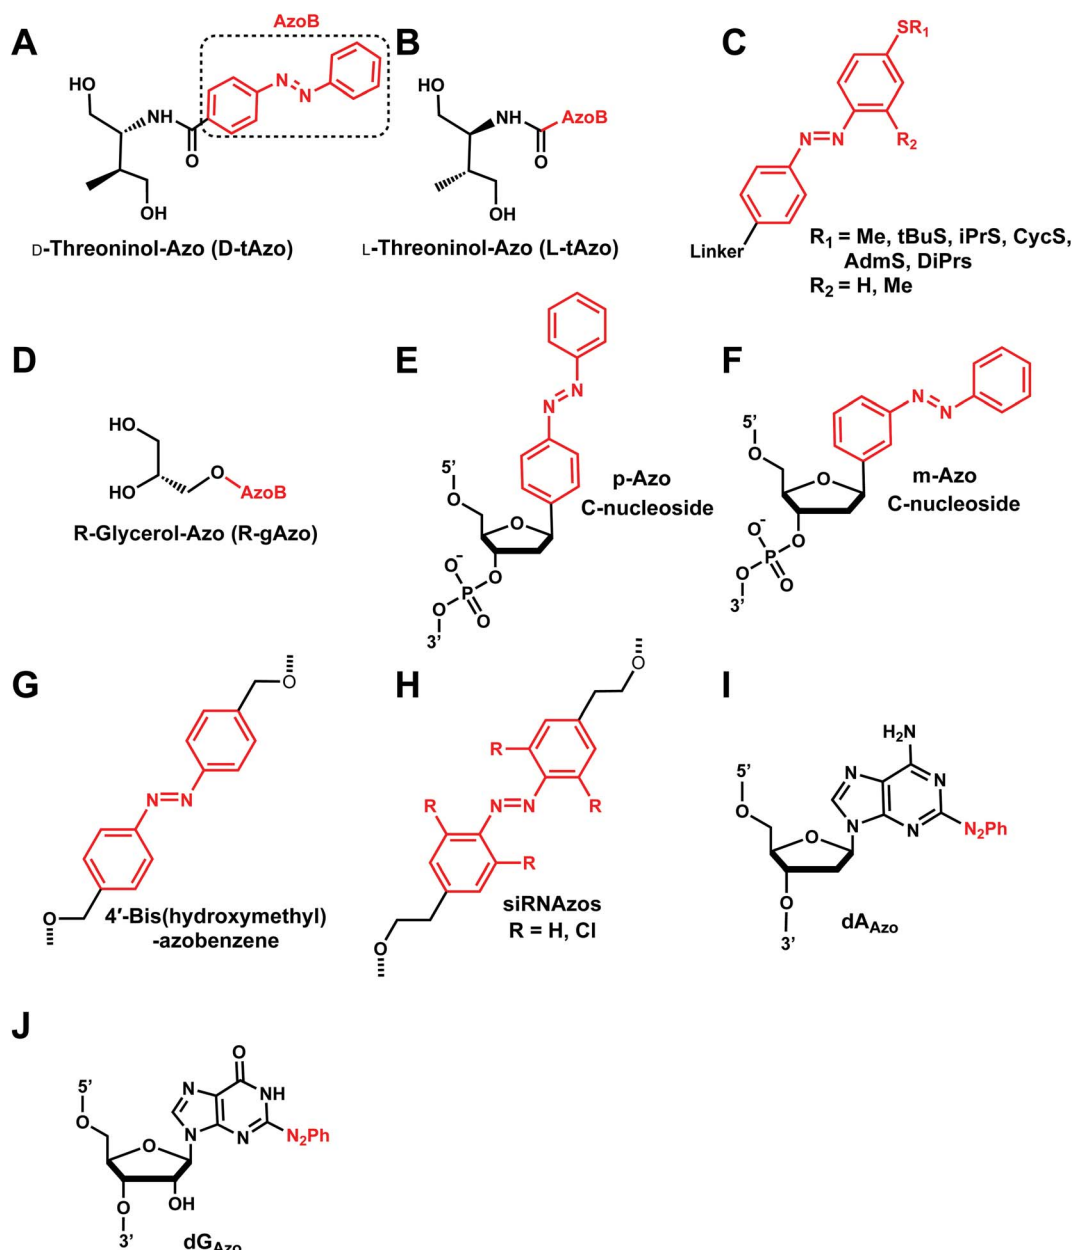 A
AzoB
HO
NH
N
N
O
OH
D-Threoninol-Azo (D-tAzo)
B
HO
NH
AzoB
O
OH
L-Threoninol-Azo (L-tAzo)
C
SR1
R2
N=N
Linker
R1 = Me, tBuS, iPrS, CycS,
AdmS, DiPrs
R2 = H, Me
D
HO
HO
O
AzoB
R-Glycerol-Azo (R-gAzo)
E
N
N
5’
O
O
O−
O
P
O
O
3’
p-Azo
C-nucleoside
F
N
N
5’
O
O
O−
O
P
O
O
3’
m-Azo
C-nucleoside
G
O
N=N
O
4′-Bis(hydroxymethyl)
-azobenzene
H
O
R
R
N=N
R
R
O
siRNAzos
R = H, Cl
I
H2N
5’
N
N
O
O
N
N
N2Ph
O
3’
dAAzo
J
O
5’
N
NH
O
O
N
N
N2Ph
O
OH
3’
dGAzo